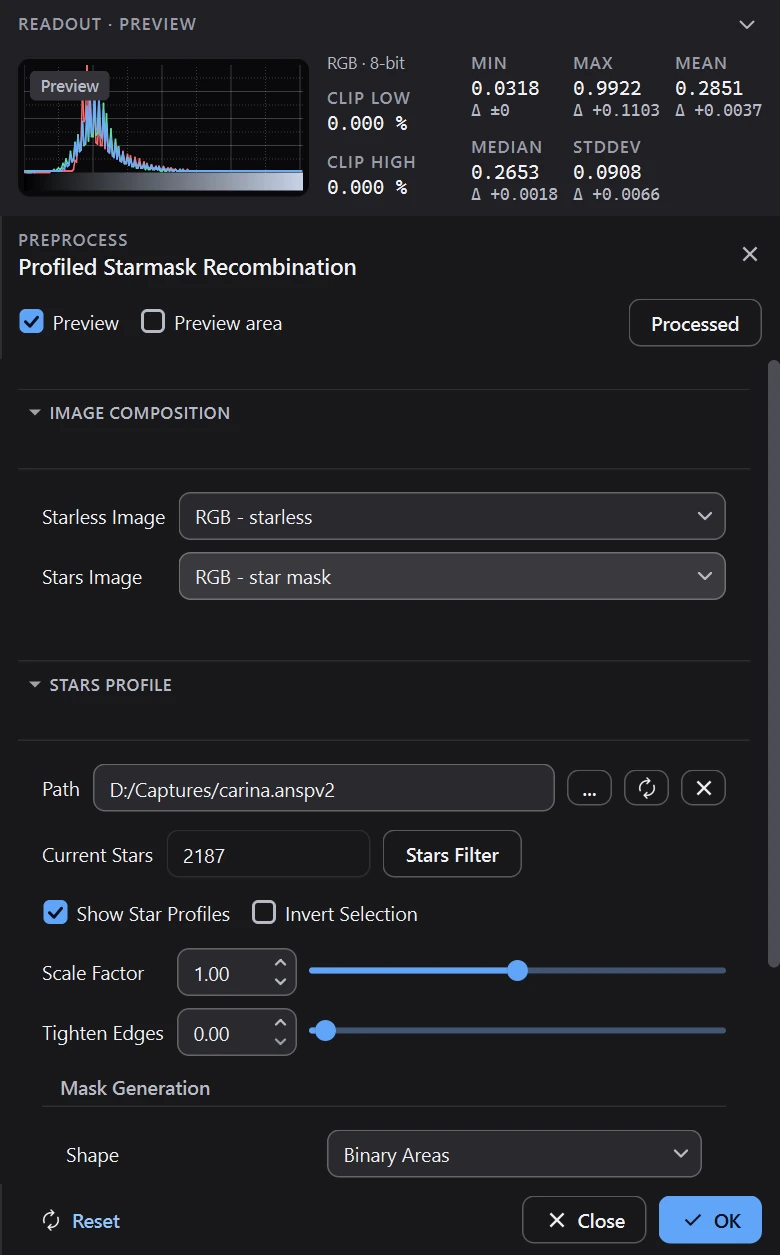 READOUT · PREVIEW
Preview
RGB · 8-bit
CLIP LOW
0.000 %
CLIP HIGH
0.000 %
MIN
0.0318
Δ ±0
MAX
0.9922
Δ +0.1103
MEAN
0.2851
Δ +0.0037
MEDIAN
0.2653
Δ +0.0018
STDDEV
0.0908
Δ +0.0066
PREPROCESS
Profiled Starmask Recombination
Preview
Preview area
Processed
IMAGE COMPOSITION
Starless Image
RGB - starless
Stars Image
RGB - star mask
STARS PROFILE
Path
D:/Captures/carina.anspv2
...
Current Stars
2187
Stars Filter
Show Star Profiles
Invert Selection
Scale Factor
1.00
Tighten Edges
0.00
Mask Generation
Shape
Binary Areas
Reset
Close
OK